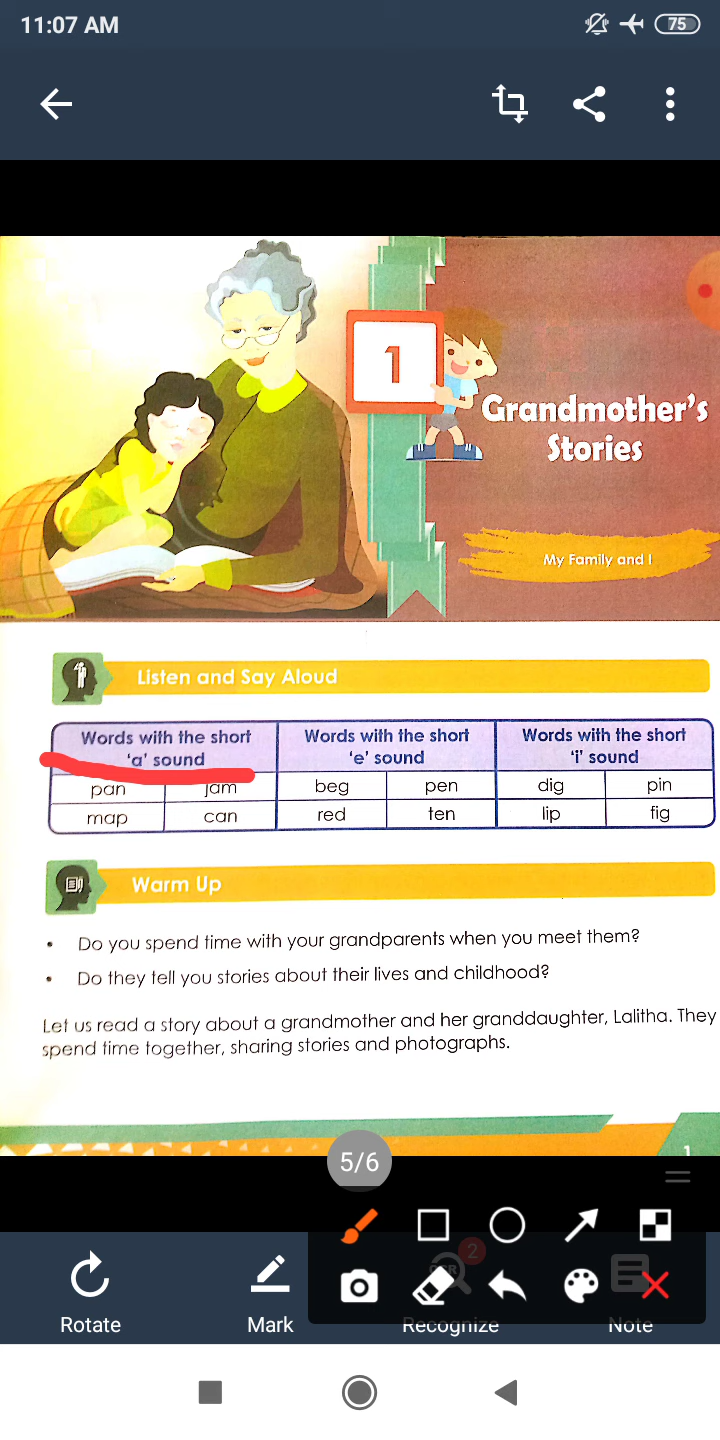 11:07 AM
75
1
Grandmother's
Stories
My Family and I
Listen and Say Aloud
Words with the short
'a' sound
Words with the short
'e' sound
Words with the short
'i' sound
pan jam beg pen dig pin
map can red ten lip fig
Warm Up
• Do you spend time with your grandparents when you meet them?
• Do they tell you stories about their lives and childhood?
Let us read a story about a grandmother and her granddaughter, Lalitha. They
spend time together, sharing stories and photographs.
1
5/6
2
Rotate Mark Recognize Note